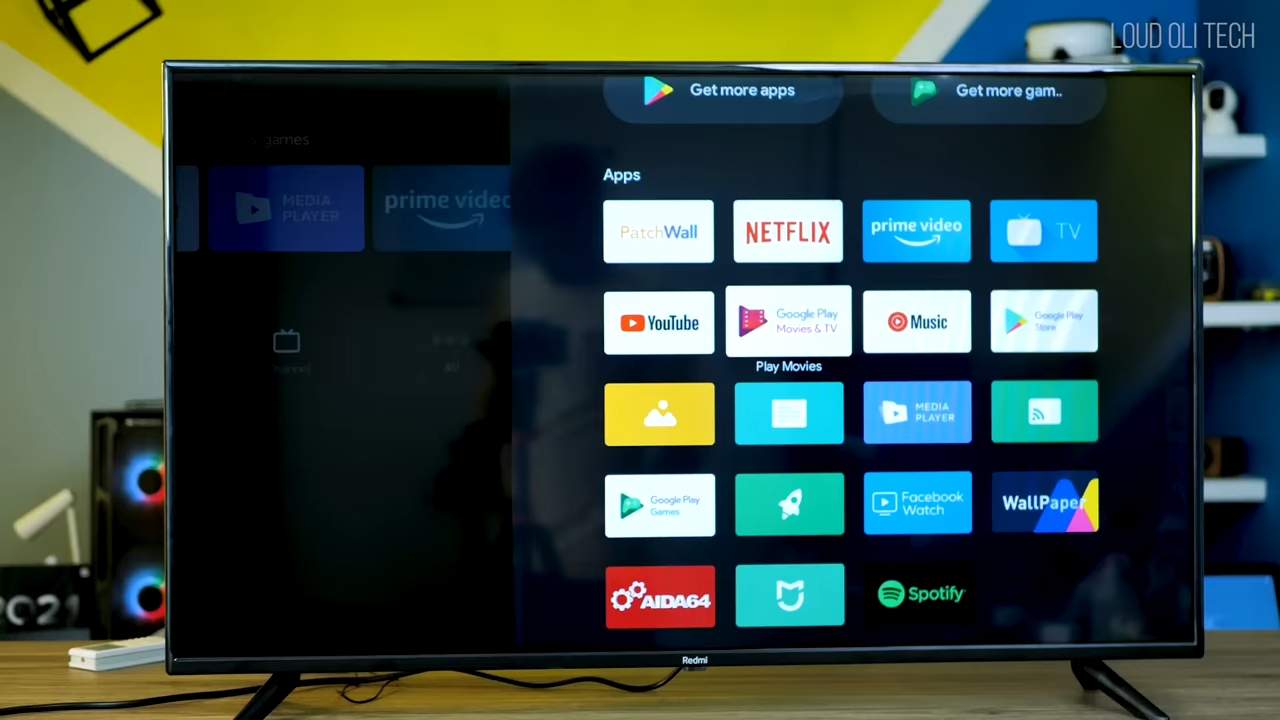 LOUD OLI TECH
Get more apps
Get more gam..
games
MEDIA
PLAYER
prime video
Apps
PatchWall
NETFLIX
prime video
TV
YouTube
Google Play
Movies & TV
Music
Google Play
Store
Play Movies
MEDIA
PLAYER
Google Play
Games
Facebook
Watch
WallPaper
AIDA64
Spotify
AV
Redmi
2021